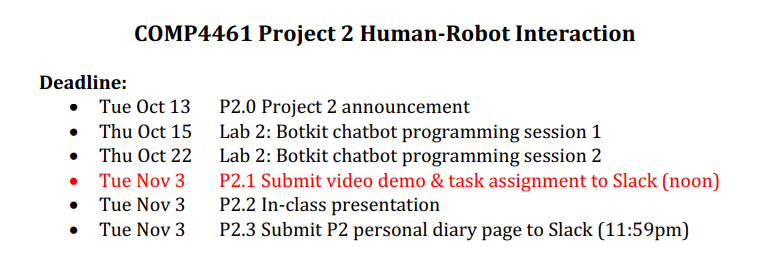 COMP4461 Project 2 Human-Robot Interaction
Deadline:
• Tue Oct 13 P2.0 Project 2 announcement
• Thu Oct 15 Lab 2: Botkit chatbot programming session 1
• Thu Oct 22 Lab 2: Botkit chatbot programming session 2
• Tue Nov 3 P2.1 Submit video demo & task assignment to Slack (noon)
• Tue Nov 3 P2.2 In-class presentation
• Tue Nov 3 P2.3 Submit P2 personal diary page to Slack (11:59pm)